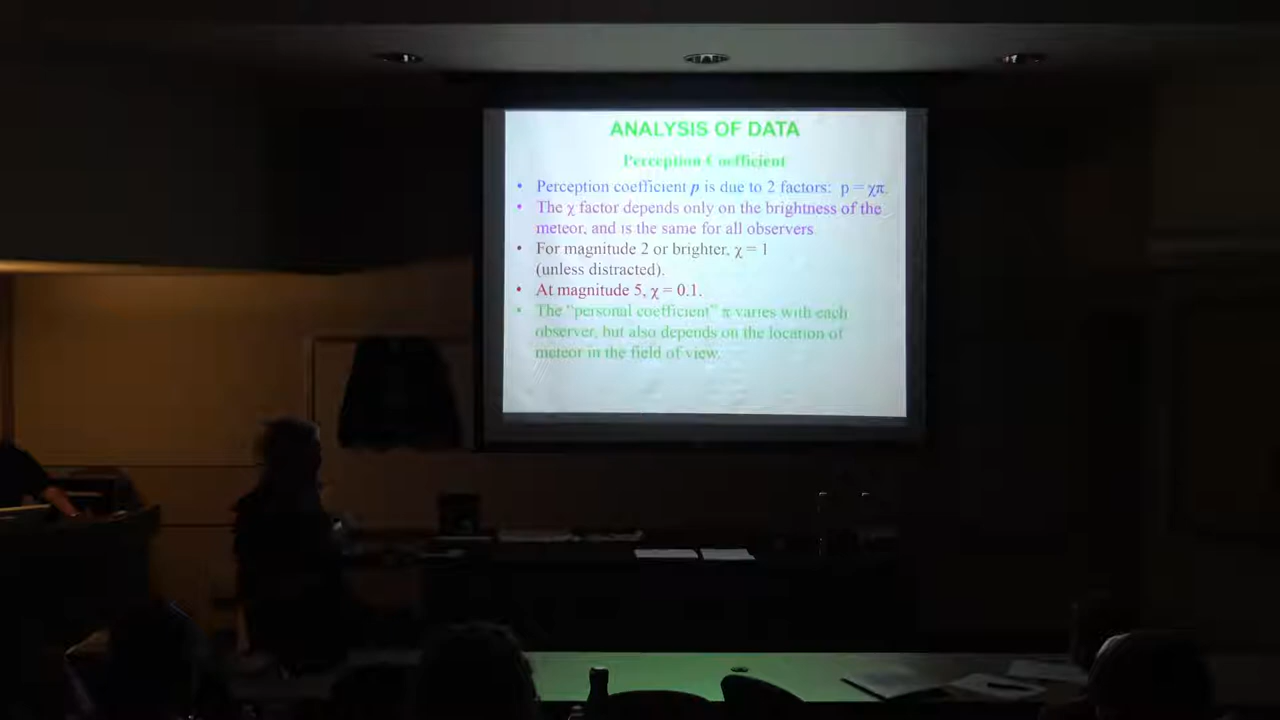 ANALYSIS OF DATA
Perception Coefficient
• Perception coefficient p is due to 2 factors: p = χπ.
• The χ factor depends only on the brightness of the
meteor, and is the same for all observers.
• For magnitude 2 or brighter, χ = 1
(unless distracted).
• At magnitude 5, χ = 0.1.
• The “personal coefficient” π varies with each
observer, but also depends on the location of
meteor in the field of view.